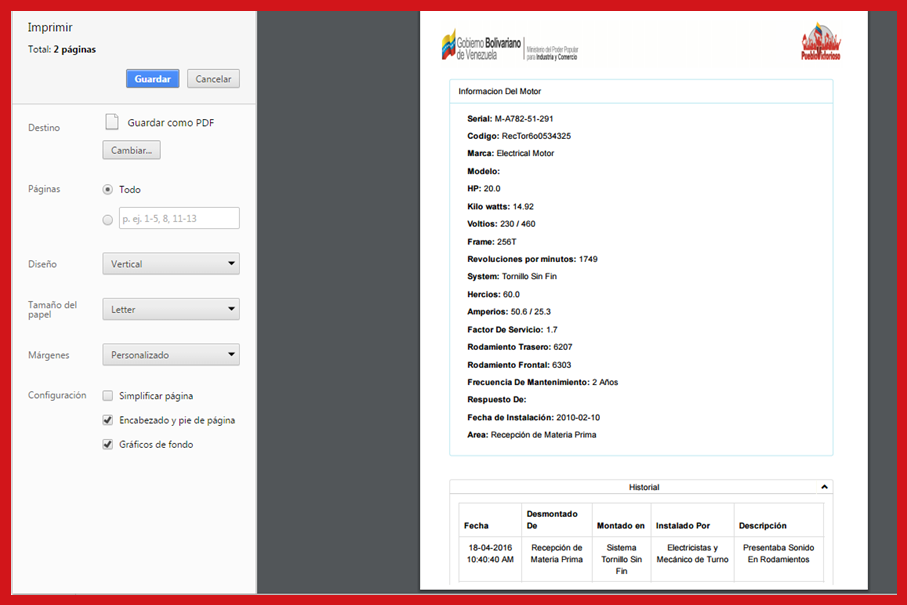 Imprimir
Total: 2 páginas
Guardar
Cancelar
Destino
Guardar como PDF
Cambiar...
Páginas
Todo
p. ej. 1-5, 8, 11-13
Diseño
Vertical
Tamaño del
papel
Letter
Márgenes
Personalizado
Configuración
Simplificar página
Encabezado y pie de página
Gráficos de fondo
Gobierno Bolivariano
de Venezuela
Ministerio del Poder Popular
para Industria y Comercio
PuebloVictorioso
Informacion Del Motor
Serial: M-A782-51-291
Codigo: RecTor6o0534325
Marca: Electrical Motor
Modelo:
HP: 20.0
Kilo watts: 14.92
Voltios: 230 / 460
Frame: 256T
Revoluciones por minutos: 1749
System: Tornillo Sin Fin
Hercios: 60.0
Amperios: 50.6 / 25.3
Factor De Servicio: 1.7
Rodamiento Trasero: 6207
Rodamiento Frontal: 6303
Frecuencia De Mantenimiento: 2 Años
Respuesto De:
Fecha de Instalación: 2010-02-10
Area: Recepción de Materia Prima
Historial
Fecha
Desmontado
De
Montado en
Instalado Por
Descripción
18-04-2016
10:40:40 AM
Recepción de
Materia Prima
Sistema
Tornillo Sin
Fin
Electricistas y
Mecánico de Turno
Presentaba Sonido
En Rodamientos